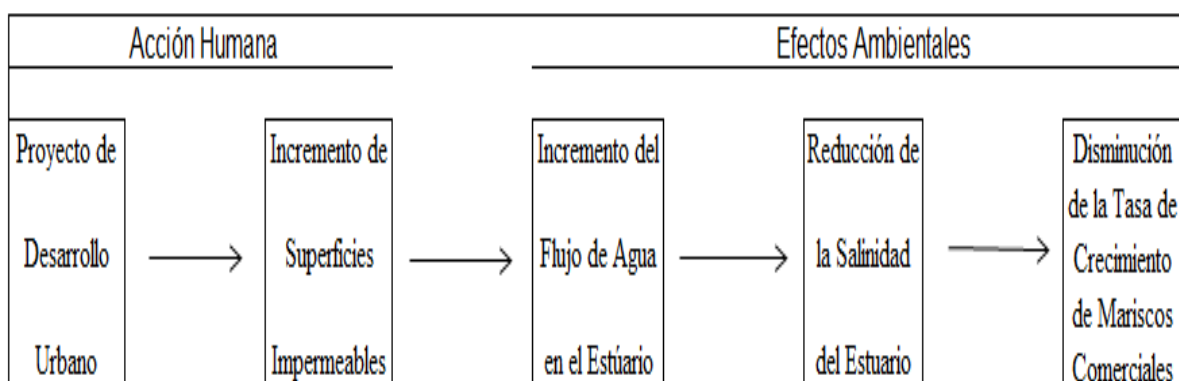 Acción Humana
Efectos Ambientales
Proyecto de
Desarrollo
Urbano
Incremento de
Superficies
Impermeables
Incremento del
Flujo de Agua
en el Estúario
Reducción de
la Salinidad
del Estuario
Disminución
de la Tasa de
Crecimiento
de Mariscos
Comerciales